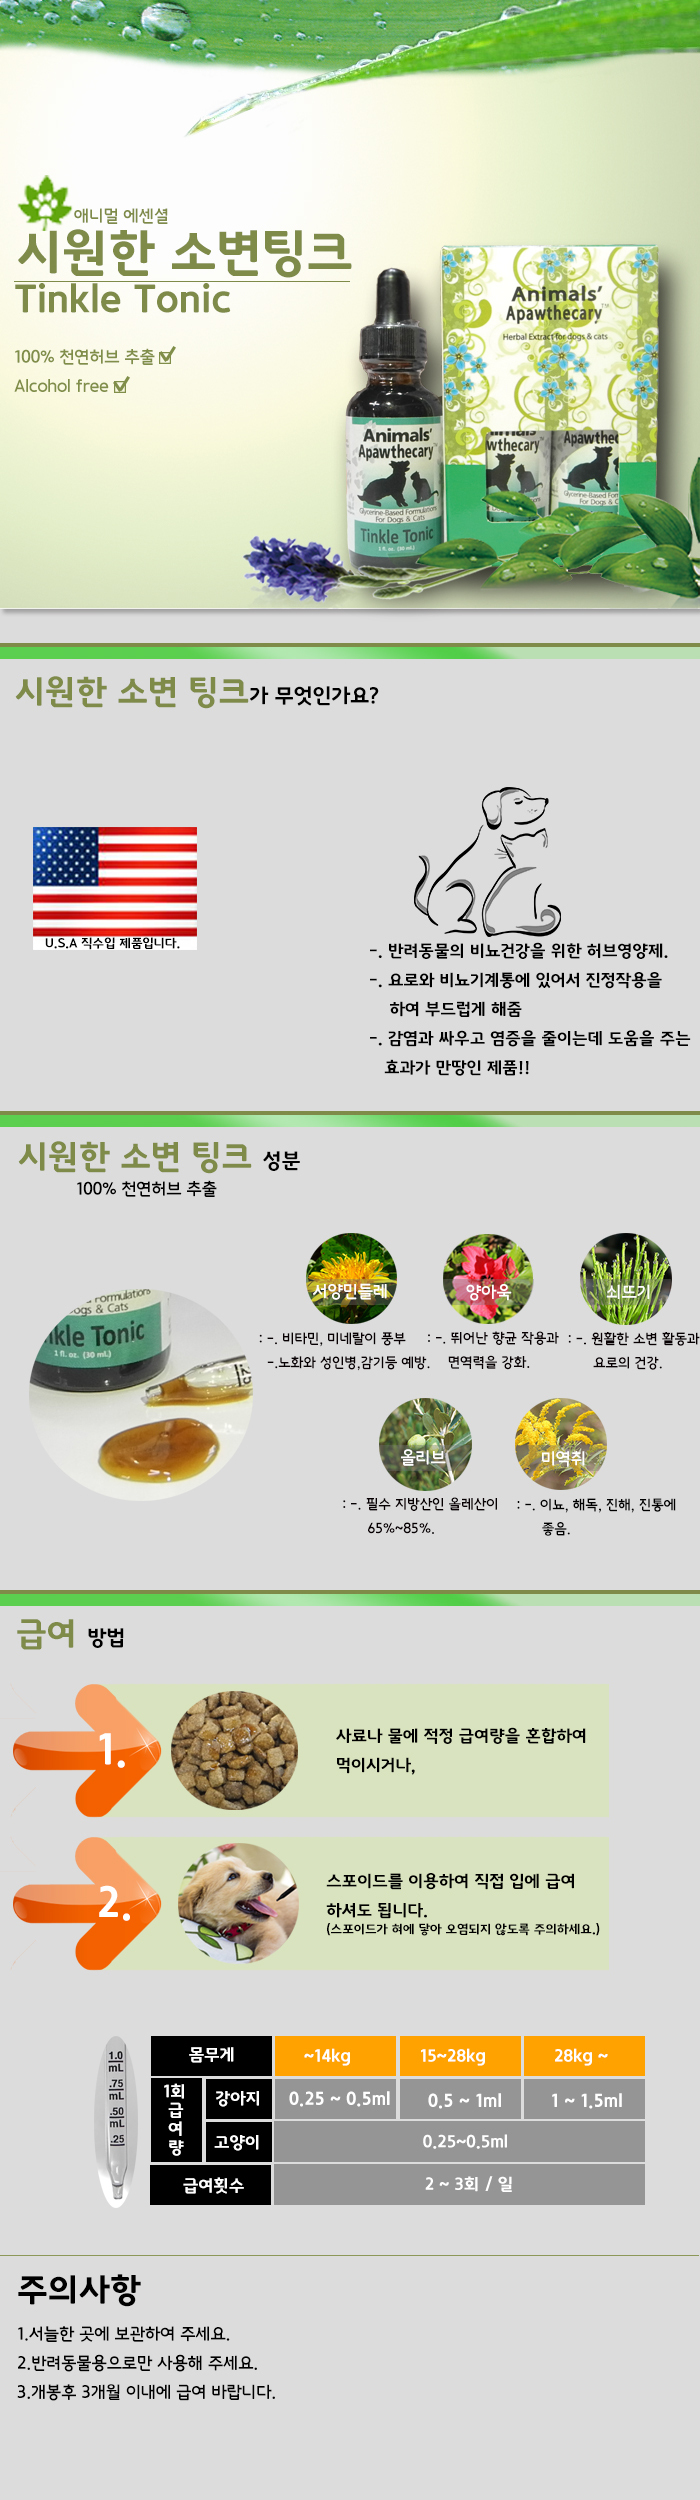 애니멀 에센셜
시원한 소변팅크
Tinkle Tonic
100% 천연허브 추출
Alcohol free
Animals'
Apawthecary™
Herbal Extract for dogs & cats
Animals'
Apawthecary
Animals'
wthecary
Apawthec
Glycerine-Based Formulations
For Dogs & Cats
Tinkle Tonic
1 fl. oz. (30 mL)
시원한 소변 팅크가 무엇인가요?
U.S.A 직수입 제품입니다.
-. 반려동물의 비뇨건강을 위한 허브영양제.
-. 요로와 비뇨기계통에 있어서 진정작용을
하여 부드럽게 해줌
-. 감염과 싸우고 염증을 줄이는데 도움을 주는
효과가 만땅인 제품!!
시원한 소변 팅크 성분
100% 천연허브 추출
서양민들레
양아욱
쇠뜨기
: -. 비타민, 미네랄이 풍부
-.노화와 성인병,감기등 예방.
: -. 뛰어난 항균 작용과
면역력을 강화.
: -. 원활한 소변 활동과
요로의 건강.
Formulations
ogs & Cats
kle Tonic
1 fl. oz. (30 mL)
.25
올리브
미역취
: -. 필수 지방산인 올레산이
65%~85%.
: -. 이뇨, 해독, 진해, 진통에
좋음.
급여 방법
1.
사료나 물에 적정 급여량을 혼합하여
먹이시거나,
2.
스포이드를 이용하여 직접 입에 급여
하셔도 됩니다.
(스포이드가 혀에 닿아 오염되지 않도록 주의하세요.)
1.0
mL
.75
mL
.50
mL
.25
몸무게 ~14kg 15~28kg 28kg ~
1회급여량 강아지 0.25 ~ 0.5ml 0.5 ~ 1ml 1 ~ 1.5ml
고양이 0.25~0.5ml
급여횟수 2 ~ 3회 / 일
주의사항
1.서늘한 곳에 보관하여 주세요.
2.반려동물용으로만 사용해 주세요.
3.개봉후 3개월 이내에 급여 바랍니다.